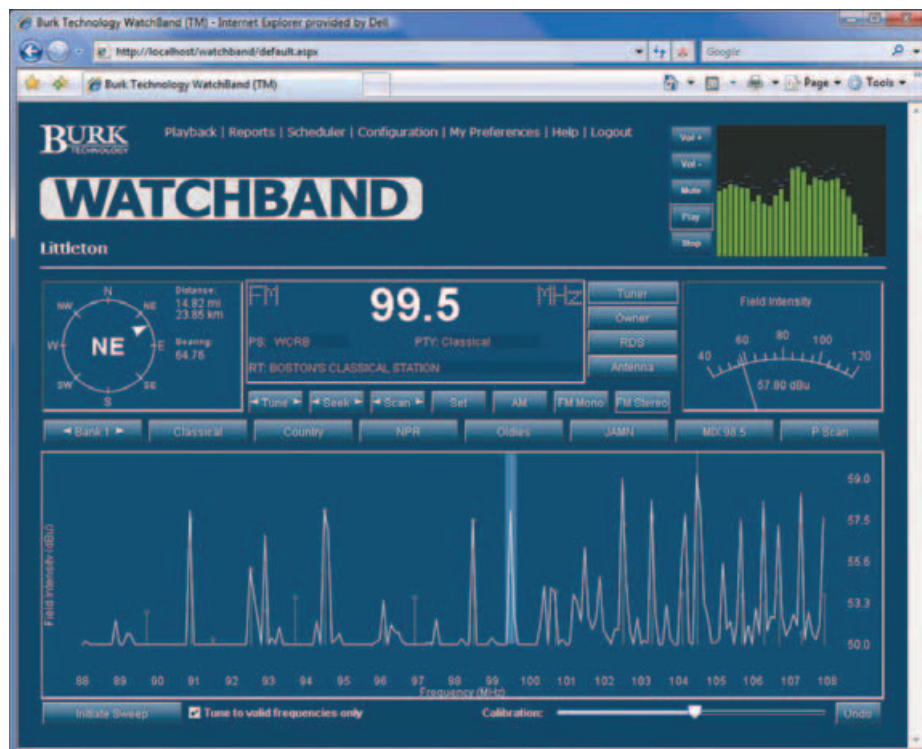 Burk Technology WatchBand (TM) - Internet Explorer provided by Dell
http://localhost/watchband/default.aspx
Google
Burk Technology WatchBand (TM)
Page
Tools
BURK
TECHNOLOGY
Playback | Reports | Scheduler | Configuration | My Preferences | Help | Logout
Vol +
Vol -
Mute
Play
Stop
WATCHBAND
Littleton
N
NE
E
SE
S
SW
W
NW
NE
Distance:
14.82 mi
23.85 km
Bearing:
64.76
FM 99.5 MHz
PS: WCRB PTY: Classical
RT: BOSTON'S CLASSICAL STATION
Tuner
Owner
RDS
Antenna
Field Intensity
40 60 80 100 120
57.80 dBu
Tune Seek Scan Set AM FM Mono FM Stereo
Bank 1 Classical Country NPR Oldies JAMN MIX 98.5 P Scan
Field Intensity (dBu)
59.0
57.5
55.6
53.3
50.0
88 89 90 91 92 93 94 95 96 97 98 99 100 101 102 103 104 105 106 107 108
Frequency (MHz)
Initiate Sweep Tune to valid frequencies only Calibration: Undo